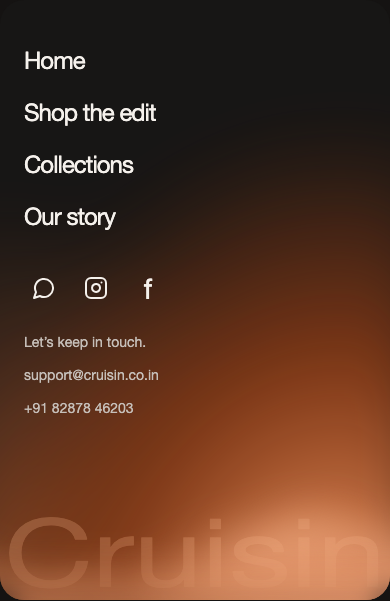 Home
Shop the edit
Collections
Our story
Let's keep in touch.
support@cruisin.co.in
+91 82878 46203
Cruisin